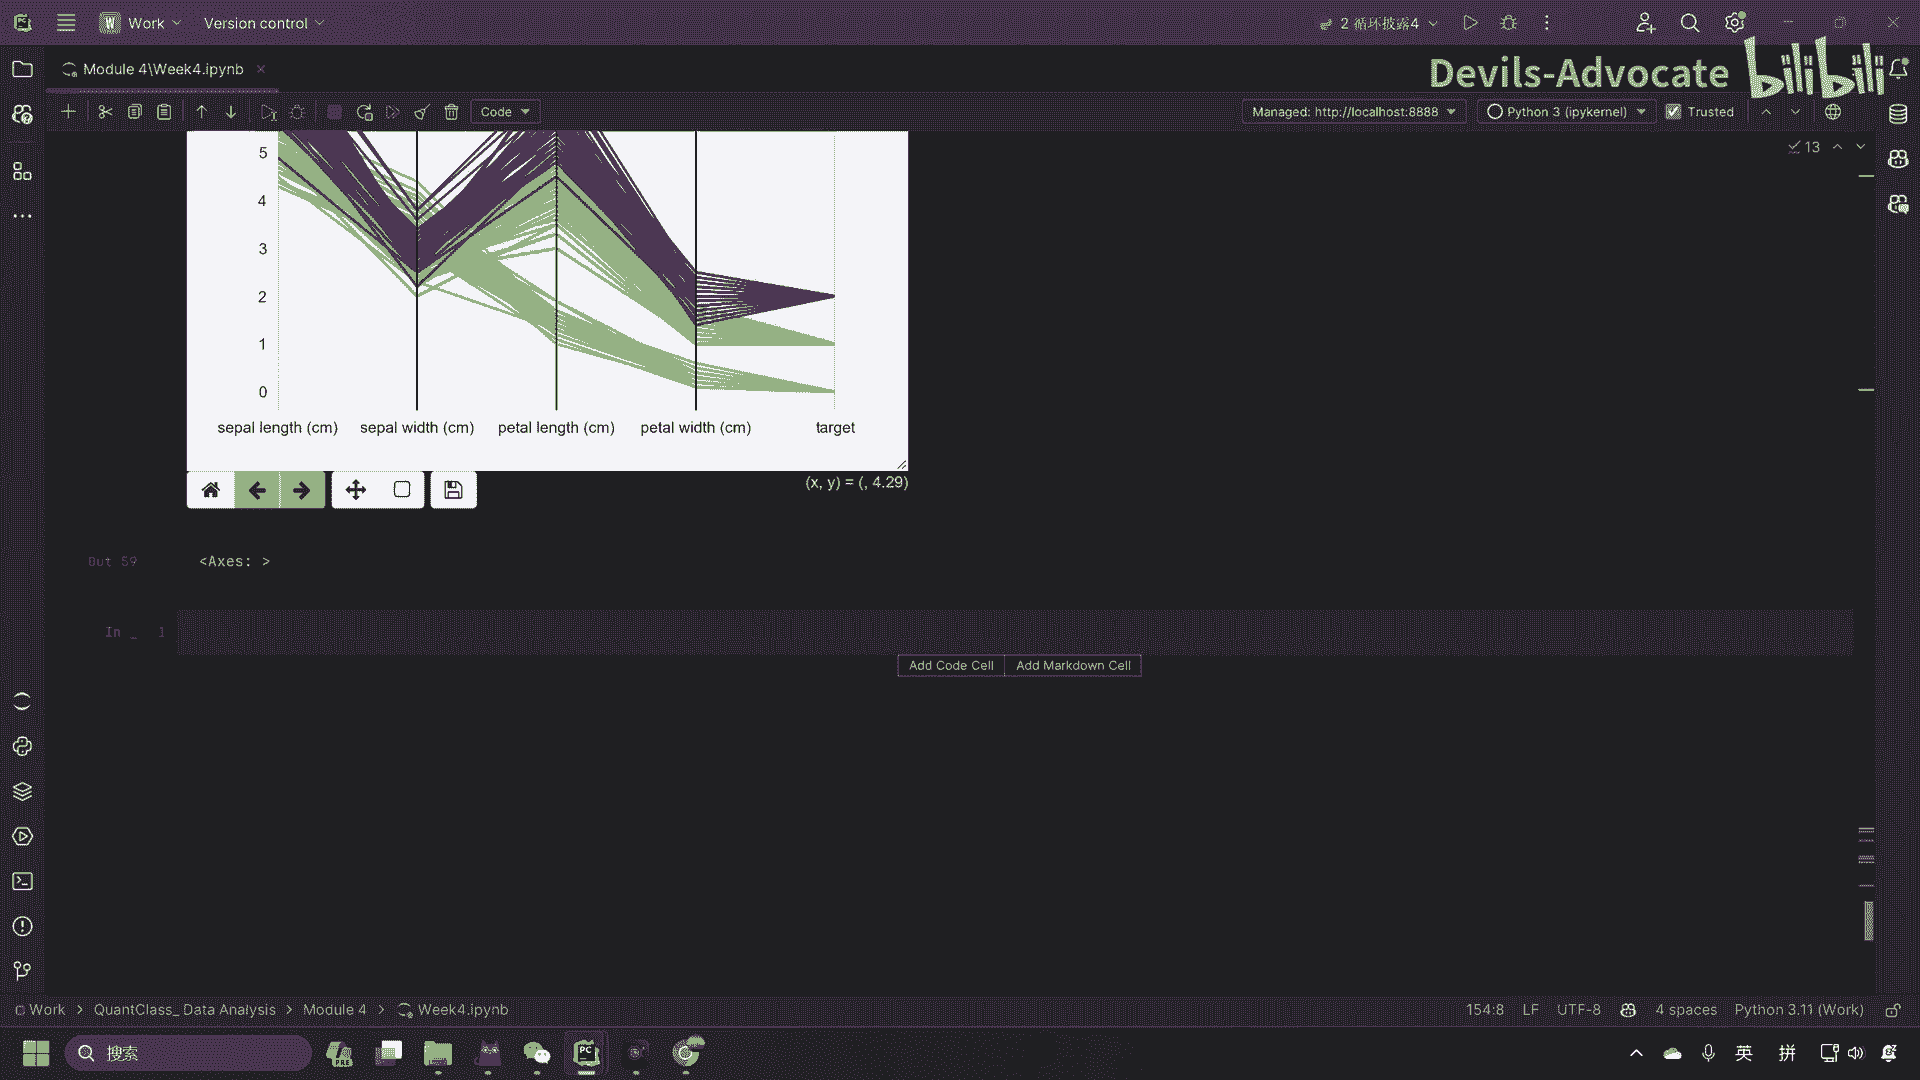 Work
Version control
2 循环披露4
Module 4\Week4.ipynb
Devils-Advocate
bilibili
Code
Managed: http://localhost:8888
Python 3 (ipykernel)
Trusted
13
5
4
3
2
1
0
sepal length (cm)
sepal width (cm)
petal length (cm)
petal width (cm)
target
(x, y) = (, 4.29)
Out 59
<Axes: >
In _
1
Add Code Cell
Add Markdown Cell
Work > QuantClass_ Data Analysis > Module 4 > Week4.ipynb
154:8
LF
UTF-8
4 spaces
Python 3.11 (Work)
搜索
PRE
PC
英
拼